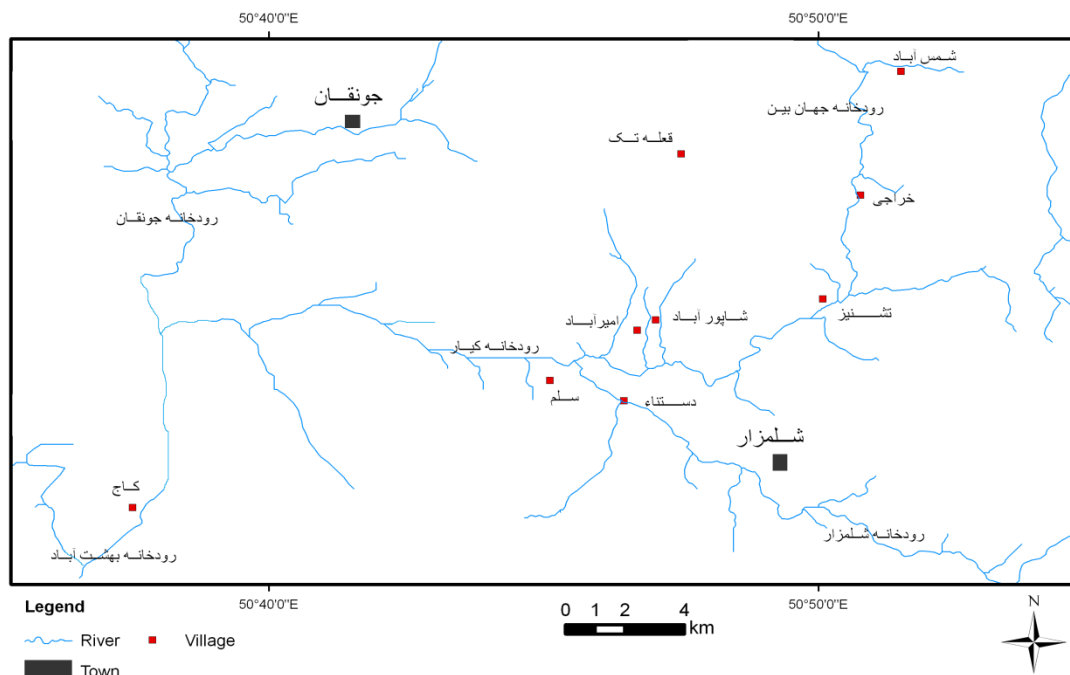 50°40'0"E
50°50'0"E
شمس آباد
رودخانه جهان بین
جونقان
قعله تک
خراجی
رودخانه جونقان
تشنیز
شاپور آباد
امیرآباد
رودخانه کیار
سلم
دستناء
شلمزار
کاج
رودخانه شلمزار
رودخانه بهشت آباد
50°40'0"E
50°50'0"E
Legend
River
Village
Town
0 1 2 4
km
N